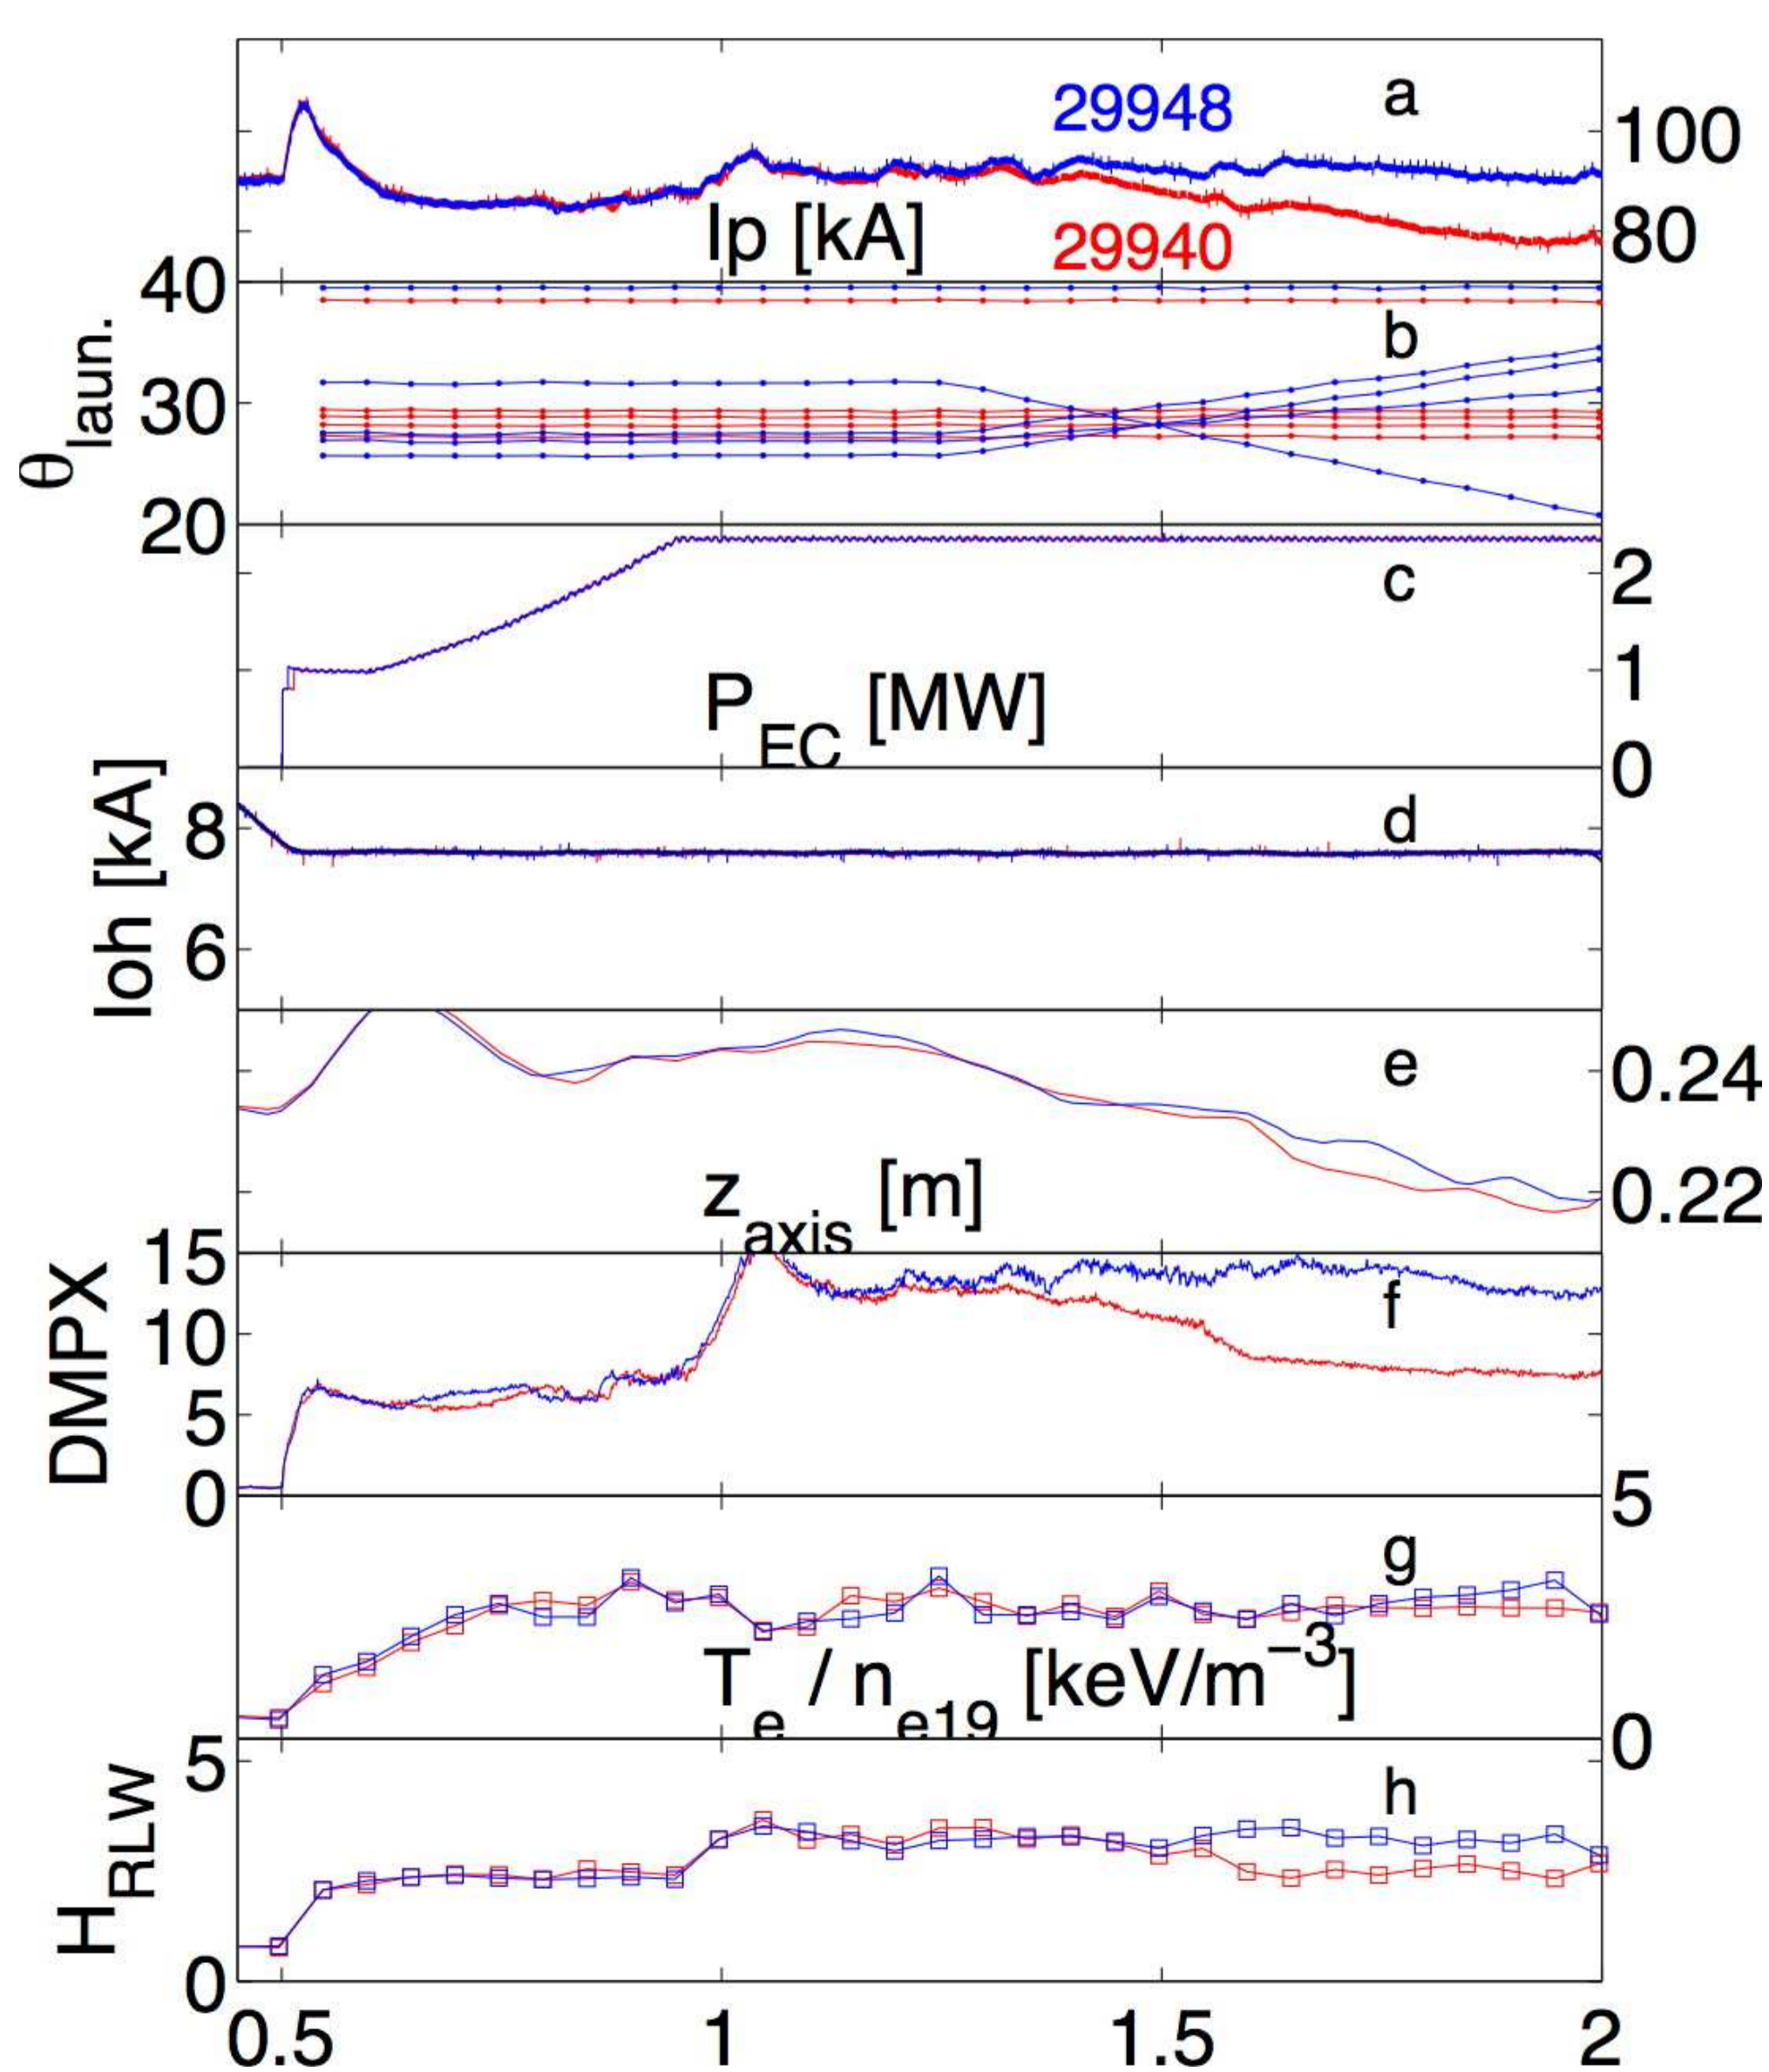 29948
a
100
Ip [kA]
29940
80
40
θlaun.
b
30
20
c
2
1
PEC [MW]
0
Ioh [kA]
8
d
6
e
0.24
zaxis [m]
0.22
DMPX
15
f
10
5
0
5
g
Te / ne19 [keV/m−3]
0
HRLW
5
h
0
0.5 1 1.5 2